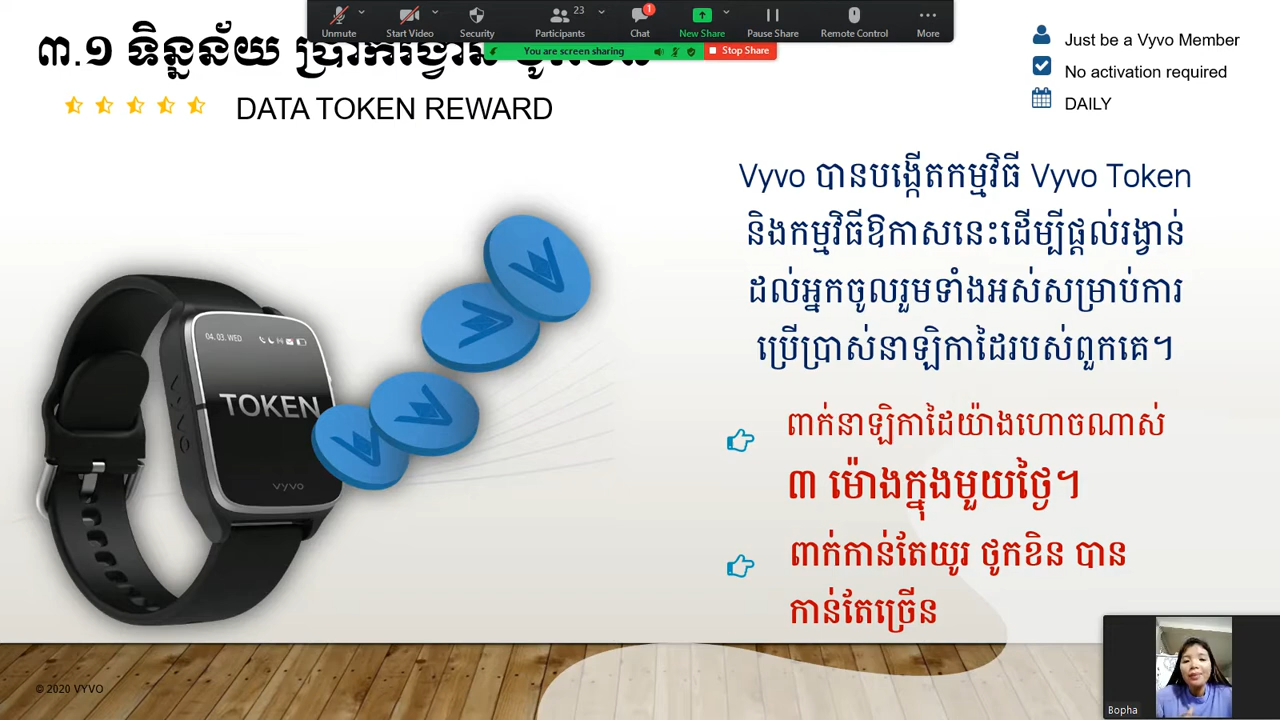 Unmute
Start Video
Security
Participants
23
Chat
1
New Share
Pause Share
Remote Control
More
You are screen sharing
Stop Share
៣.១ ទិន្នន័យ
DATA TOKEN REWARD
Just be a Vyvo Member
No activation required
DAILY
Vyvo បានបង្កើតកម្មវិធី Vyvo Token
និងកម្មវិធីឱកាសនេះដើម្បីផ្តល់រង្វាន់
ដល់អ្នកចូលរួមទាំងអស់សម្រាប់ការ
ប្រើប្រាស់នាឡិកាដៃរបស់ពួកគេ។
ពាក់នាឡិកាដៃយ៉ាងហោចណាស់
៣ ម៉ោងក្នុងមួយថ្ងៃ។
ពាក់កាន់តែយូរ ថូកខិន បាន
កាន់តែច្រើន
04. 03. WED
TOKEN
VYVO
vyvo
© 2020 VYVO
Bopha